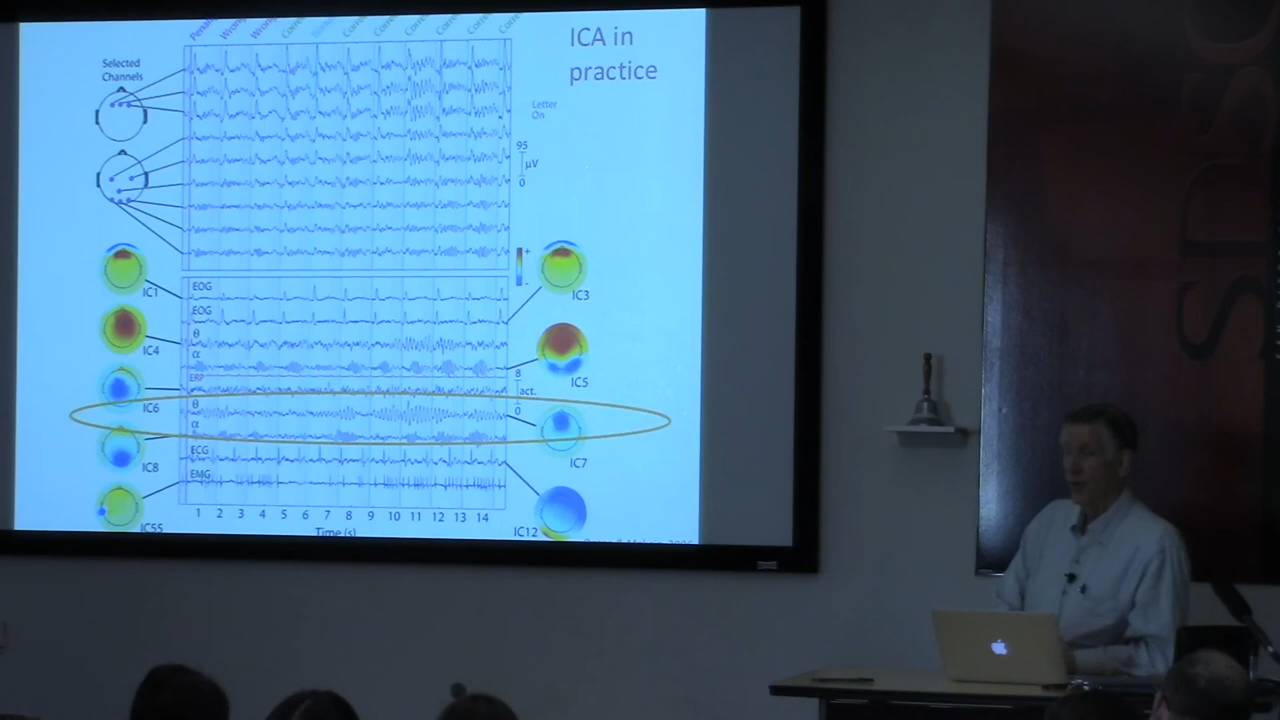 ICA in
practice
Selected
Channels
Letter
On
95
µV
0
+
-
EOG
IC1
IC3
EOG
θ
IC4
α
IC5
ERP
8
act.
0
IC6
θ
α
IC7
IC8
ECG
EMG
IC55
IC12
1 2 3 4 5 6 7 8 9 10 11 12 13 14
Time (s)